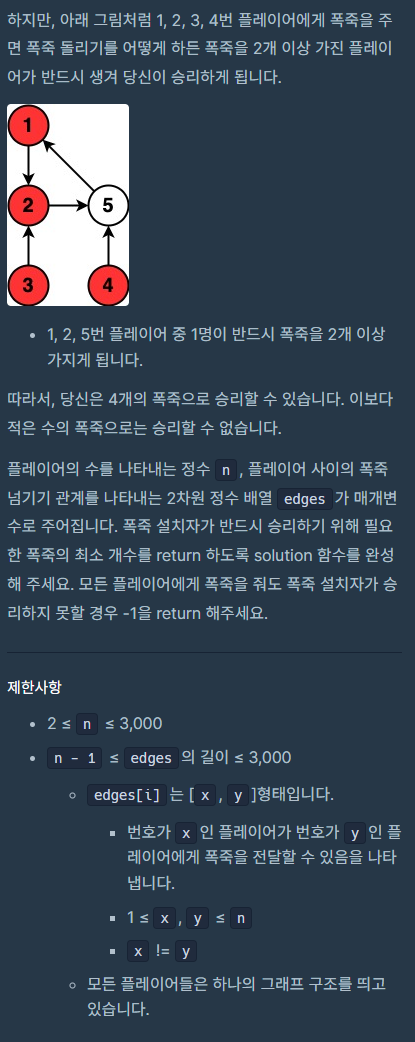 하지만, 아래 그림처럼 1, 2, 3, 4번 플레이어에게 폭죽을 주
면 폭죽 돌리기를 어떻게 하든 폭죽을 2개 이상 가진 플레이
어가 반드시 생겨 당신이 승리하게 됩니다.
1
2
5
3
4
1, 2, 5번 플레이어 중 1명이 반드시 폭죽을 2개 이상
가지게 됩니다.
따라서, 당신은 4개의 폭죽으로 승리할 수 있습니다. 이보다
적은 수의 폭죽으로는 승리할 수 없습니다.
플레이어의 수를 나타내는 정수 n, 플레이어 사이의 폭죽
넘기기 관계를 나타내는 2차원 정수 배열 edges가 매개변
수로 주어집니다. 폭죽 설치자가 반드시 승리하기 위해 필요
한 폭죽의 최소 개수를 return 하도록 solution 함수를 완성
해 주세요. 모든 플레이어에게 폭죽을 줘도 폭죽 설치자가 승
리하지 못할 경우 -1을 return 해주세요.
제한사항
2 ≤ n ≤ 3,000
n - 1 ≤ edges의 길이 ≤ 3,000
edges[i]는 [x, y]형태입니다.
번호가 x인 플레이어가 번호가 y인 플
레이어에게 폭죽을 전달할 수 있음을 나타
냅니다.
1 ≤ x, y ≤ n
x != y
모든 플레이어들은 하나의 그래프 구조를 띄고
있습니다.